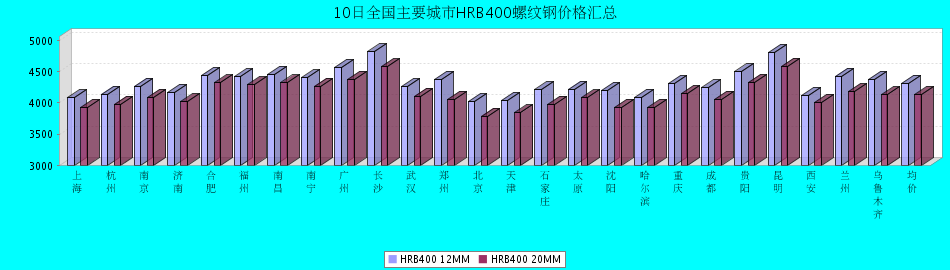 10日全国主要城市HRB400螺纹钢价格汇总
5000
4500
4000
3500
3000
上海
杭州
南京
济南
合肥
福州
南昌
南宁
广州
长沙
武汉
郑州
北京
天津
石家庄
太原
沈阳
哈尔滨
重庆
成都
贵阳
昆明
西安
兰州
乌鲁木齐
均价
HRB400 12MM
HRB400 20MM